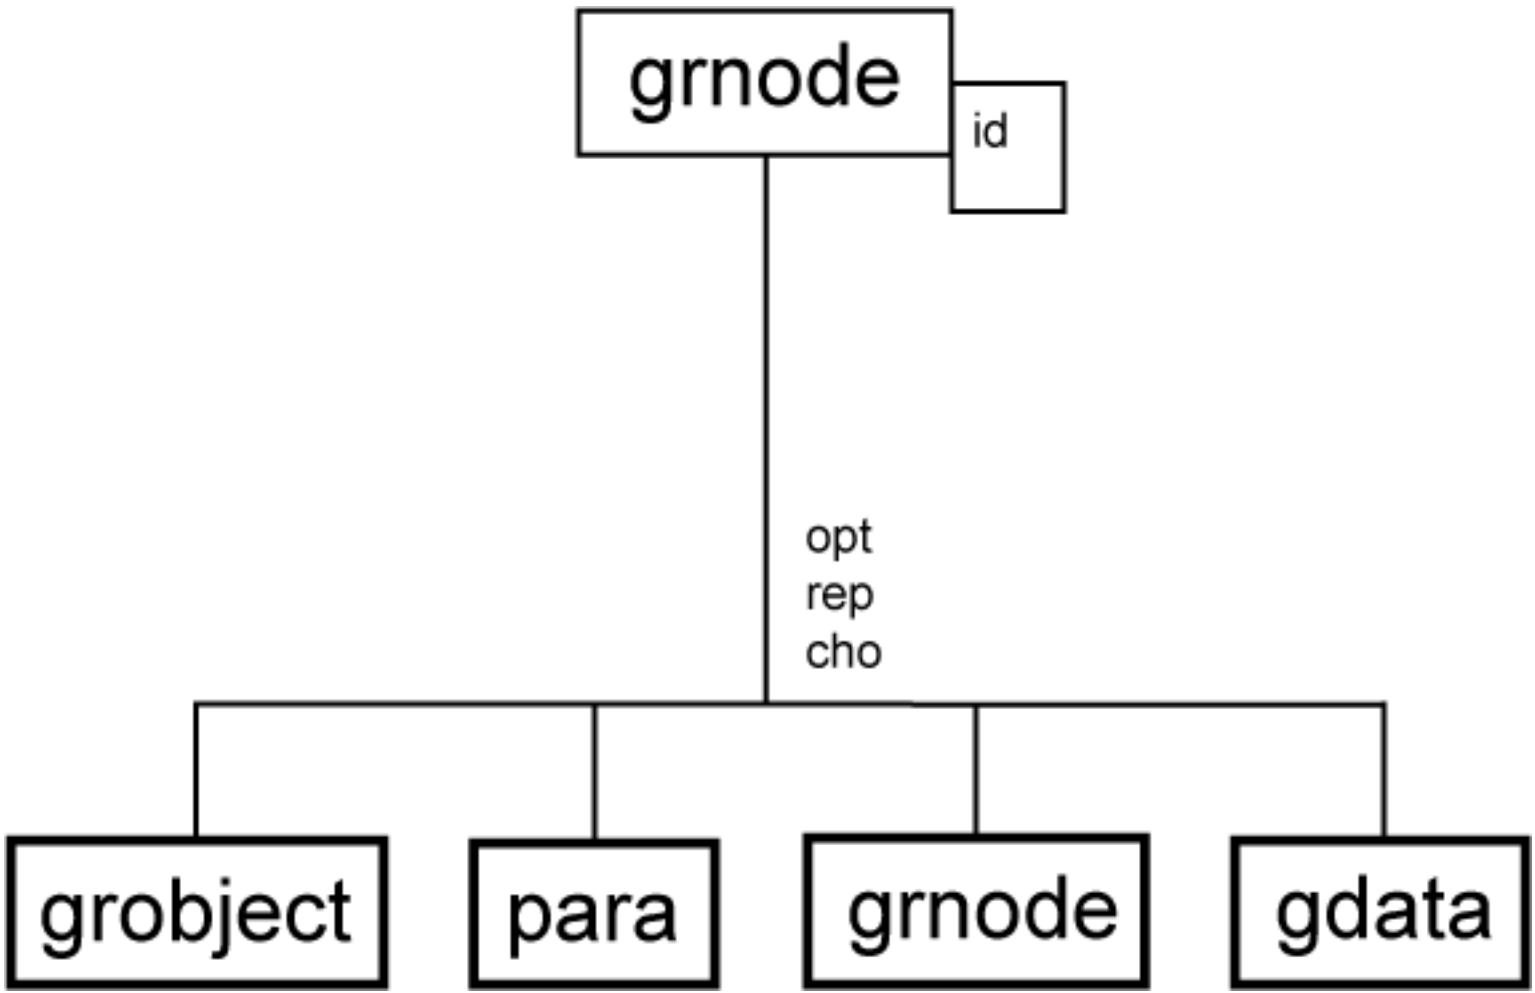 grnode
id
opt
rep
cho
grobject
para
grnode
gdata